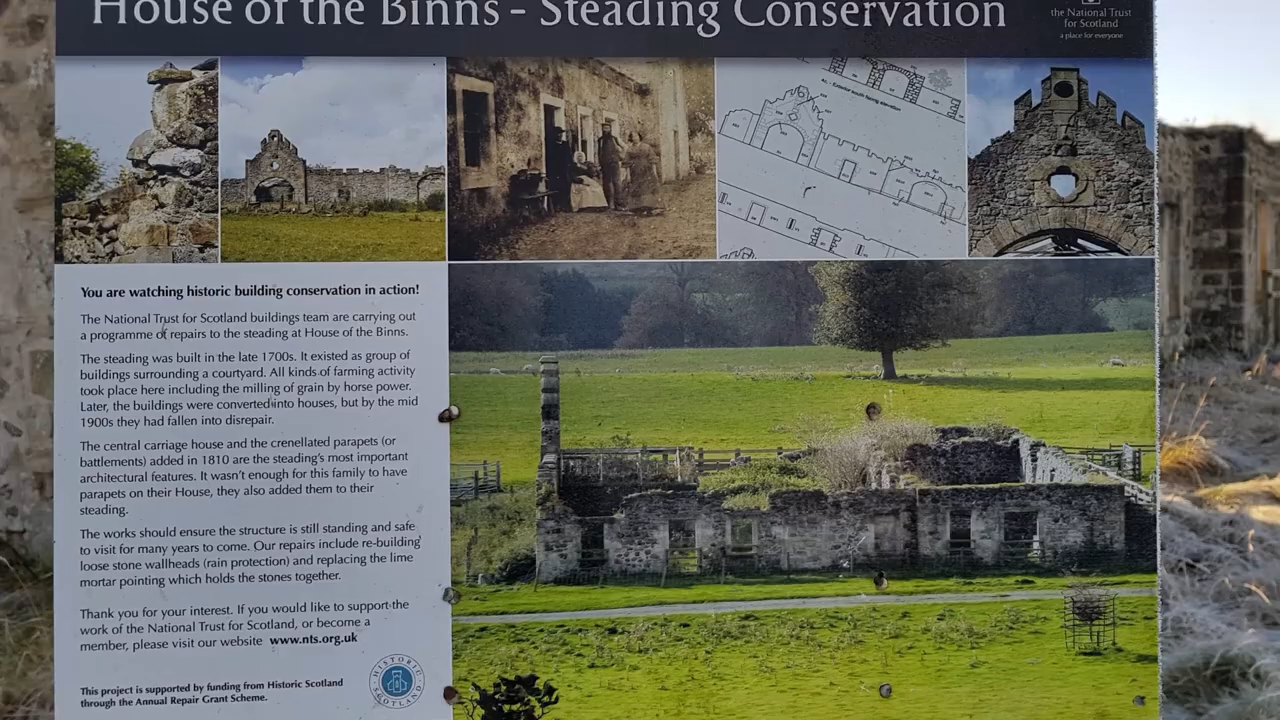 House of the Binns - Steading Conservation
the National Trust
for Scotland
a place for everyone
Exterior south facing elevation
You are watching historic building conservation in action!
The National Trust for Scotland buildings team are carrying out
a programme of repairs to the steading at House of the Binns.
The steading was built in the late 1700s. It existed as group of
buildings surrounding a courtyard. All kinds of farming activity
took place here including the milling of grain by horse power.
Later, the buildings were converted into houses, but by the mid
1900s they had fallen into disrepair.
The central carriage house and the crenellated parapets (or
battlements) added in 1810 are the steading's most important
architectural features. It wasn't enough for this family to have
parapets on their House, they also added them to their
steading.
The works should ensure the structure is still standing and safe
to visit for many years to come. Our repairs include re-building
loose stone wallheads (rain protection) and replacing the lime
mortar pointing which holds the stones together.
Thank you for your interest. If you would like to support the
work of the National Trust for Scotland, or become a
member, please visit our website www.nts.org.uk
This project is supported by funding from Historic Scotland
through the Annual Repair Grant Scheme.
HISTORIC
SCOTLAND